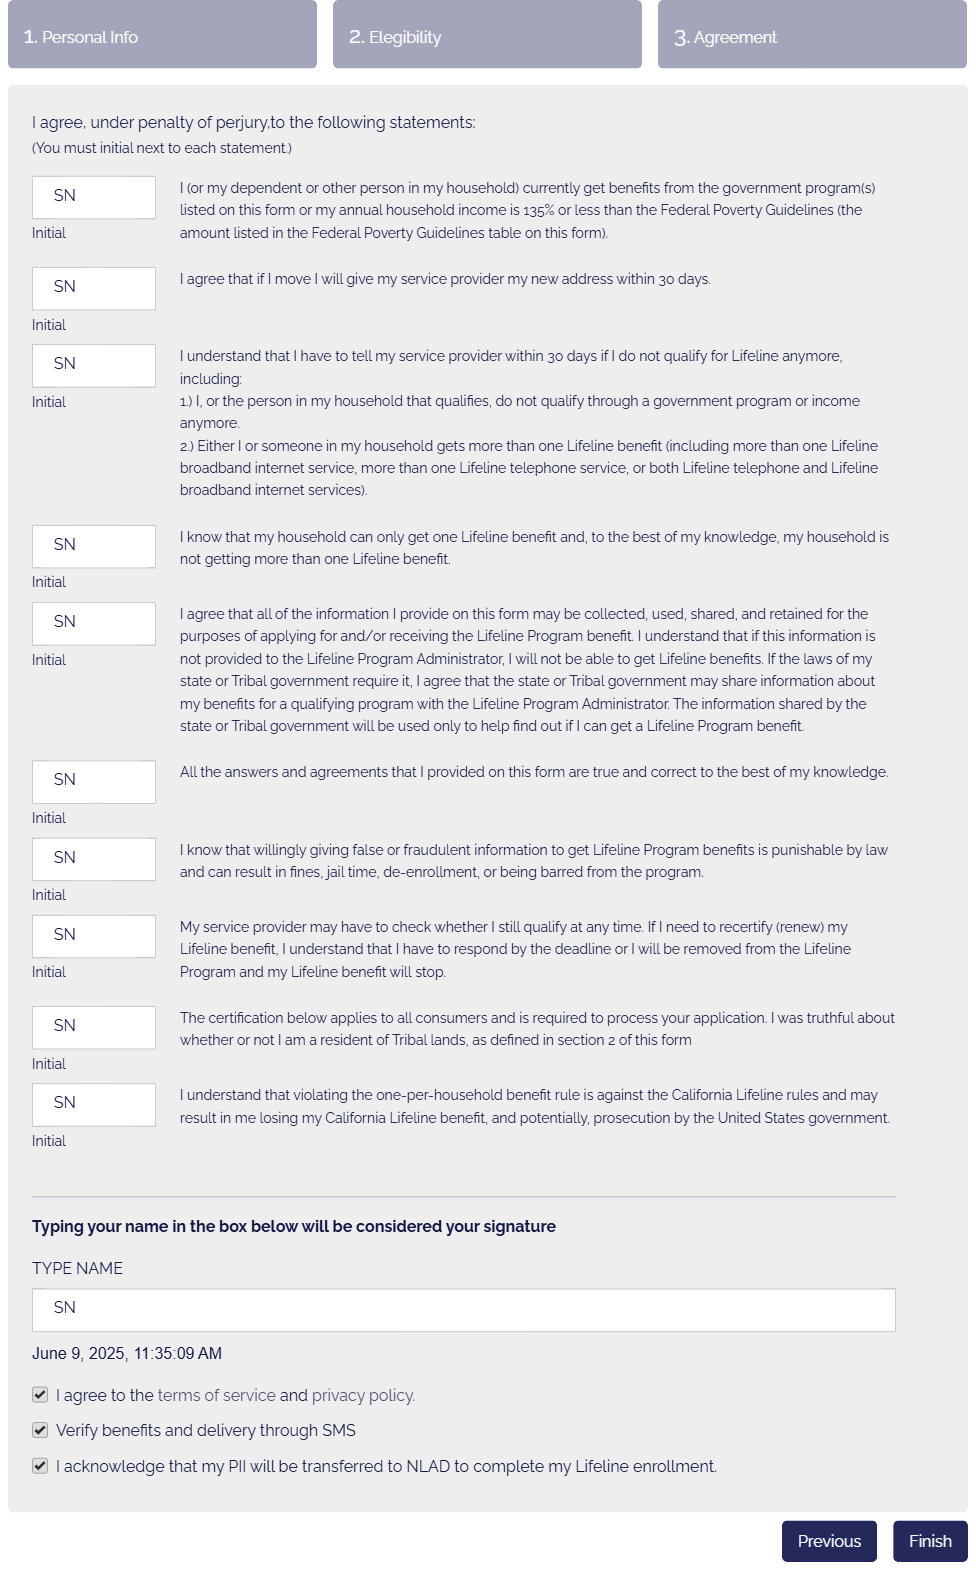 1. Personal Info
2. Elegibility
3. Agreement
I agree, under penalty of perjury,to the following statements:
(You must initial next to each statement.)
SN
Initial
I (or my dependent or other person in my household) currently get benefits from the government program(s)
listed on this form or my annual household income is 135% or less than the Federal Poverty Guidelines (the
amount listed in the Federal Poverty Guidelines table on this form).
SN
Initial
I agree that if I move I will give my service provider my new address within 30 days.
SN
Initial
I understand that I have to tell my service provider within 30 days if I do not qualify for Lifeline anymore,
including:
1.) I, or the person in my household that qualifies, do not qualify through a government program or income
anymore.
2.) Either I or someone in my household gets more than one Lifeline benefit (including more than one Lifeline
broadband internet service, more than one Lifeline telephone service, or both Lifeline telephone and Lifeline
broadband internet services).
SN
Initial
I know that my household can only get one Lifeline benefit and, to the best of my knowledge, my household is
not getting more than one Lifeline benefit.
SN
Initial
I agree that all of the information I provide on this form may be collected, used, shared, and retained for the
purposes of applying for and/or receiving the Lifeline Program benefit. I understand that if this information is
not provided to the Lifeline Program Administrator, I will not be able to get Lifeline benefits. If the laws of my
state or Tribal government require it, I agree that the state or Tribal government may share information about
my benefits for a qualifying program with the Lifeline Program Administrator. The information shared by the
state or Tribal government will be used only to help find out if I can get a Lifeline Program benefit.
SN
Initial
All the answers and agreements that I provided on this form are true and correct to the best of my knowledge.
SN
Initial
I know that willingly giving false or fraudulent information to get Lifeline Program benefits is punishable by law
and can result in fines, jail time, de-enrollment, or being barred from the program.
SN
Initial
My service provider may have to check whether I still qualify at any time. If I need to recertify (renew) my
Lifeline benefit, I understand that I have to respond by the deadline or I will be removed from the Lifeline
Program and my Lifeline benefit will stop.
SN
Initial
The certification below applies to all consumers and is required to process your application. I was truthful about
whether or not I am a resident of Tribal lands, as defined in section 2 of this form
SN
Initial
I understand that violating the one-per-household benefit rule is against the California Lifeline rules and may
result in me losing my California Lifeline benefit, and potentially, prosecution by the United States government.
Typing your name in the box below will be considered your signature
TYPE NAME
SN
June 9, 2025, 11:35:09 AM
I agree to the terms of service and privacy policy.
Verify benefits and delivery through SMS
I acknowledge that my PII will be transferred to NLAD to complete my Lifeline enrollment.
Previous
Finish